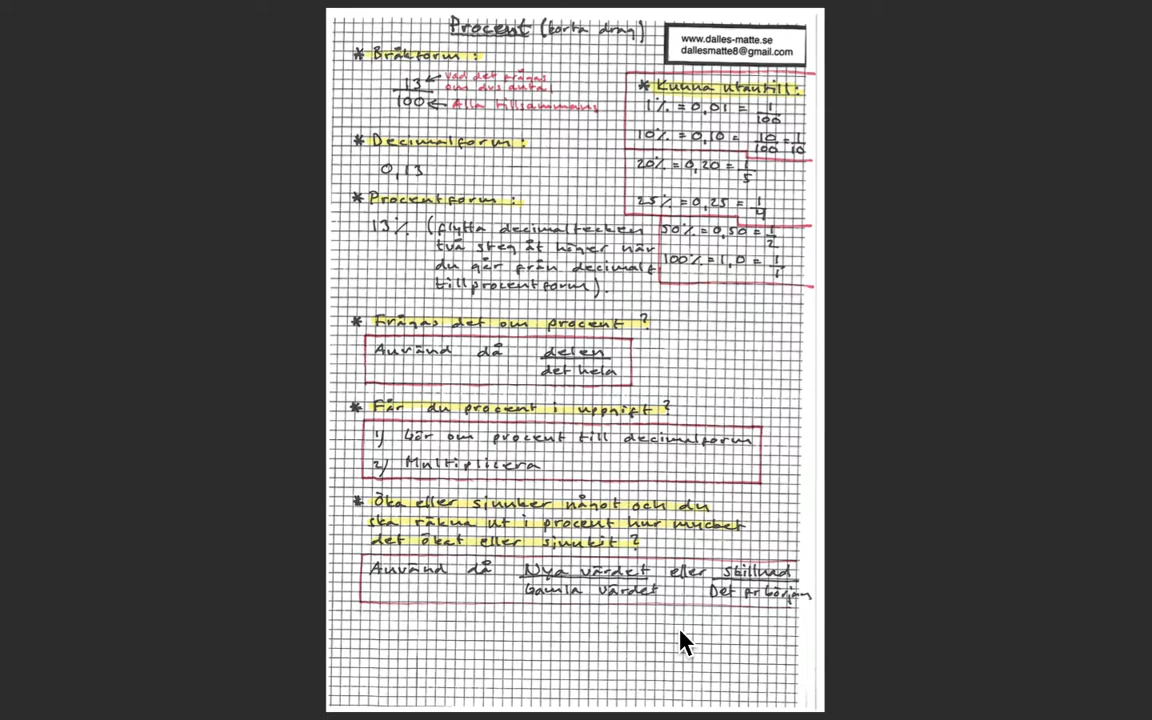 Procent (korta drag)
www.dalles-matte.se
dallesmatte8@gmail.com
* Bråkform:
13 ← vad det frågas
om dvs antal
100 ← Alla tillsammans
* Decimalform:
0,13
* Procentform:
13% (flytta decimaltecken
två steg åt höger när
du går från decimalf
till procentform).
* Kunna utantill:
1% = 0,01 = 1/100
10% = 0,10 = 10/100 = 1/10
20% = 0,20 = 1/5
25% = 0,25 = 1/4
50% = 0,50 = 1/2
100% = 1,0 = 1/1
* Frågas det om procent?
Använd då delen/det hela
* Får du procent i uppgift?
1) Gör om procent till decimalform
2) Multiplicera
* Öka eller sjunker något och du
ska räkna ut i procent hur mycket
det ökat eller sjunkit?
Använd då Nya värdet/Gamla värdet eller skillnad/Det fr början